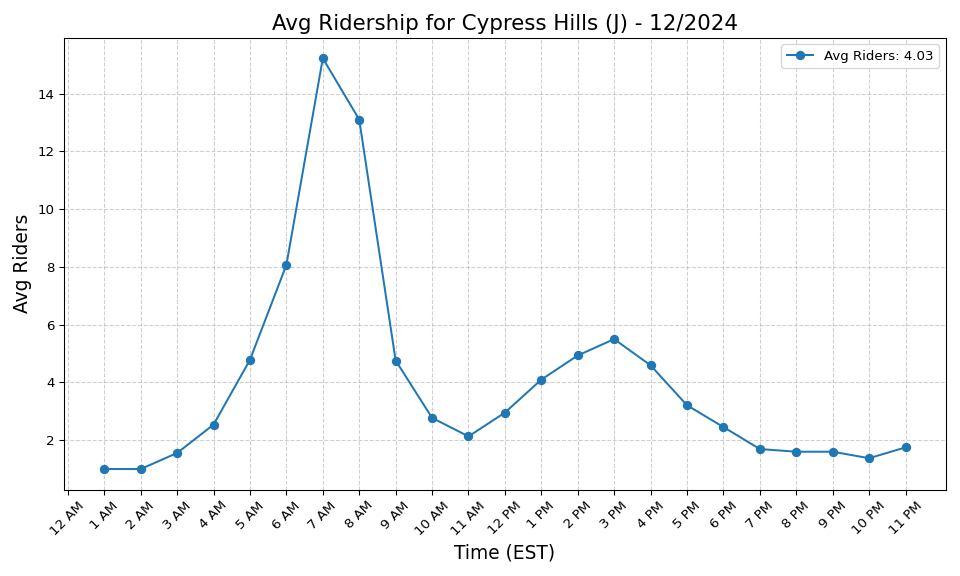 Avg Ridership for Cypress Hills (J) - 12/2024
Avg Riders: 4.03
Avg Riders
14
12
10
8
6
4
2
12 AM
1 AM
2 AM
3 AM
4 AM
5 AM
6 AM
7 AM
8 AM
9 AM
10 AM
11 AM
12 PM
1 PM
2 PM
3 PM
4 PM
5 PM
6 PM
7 PM
8 PM
9 PM
10 PM
11 PM
Time (EST)